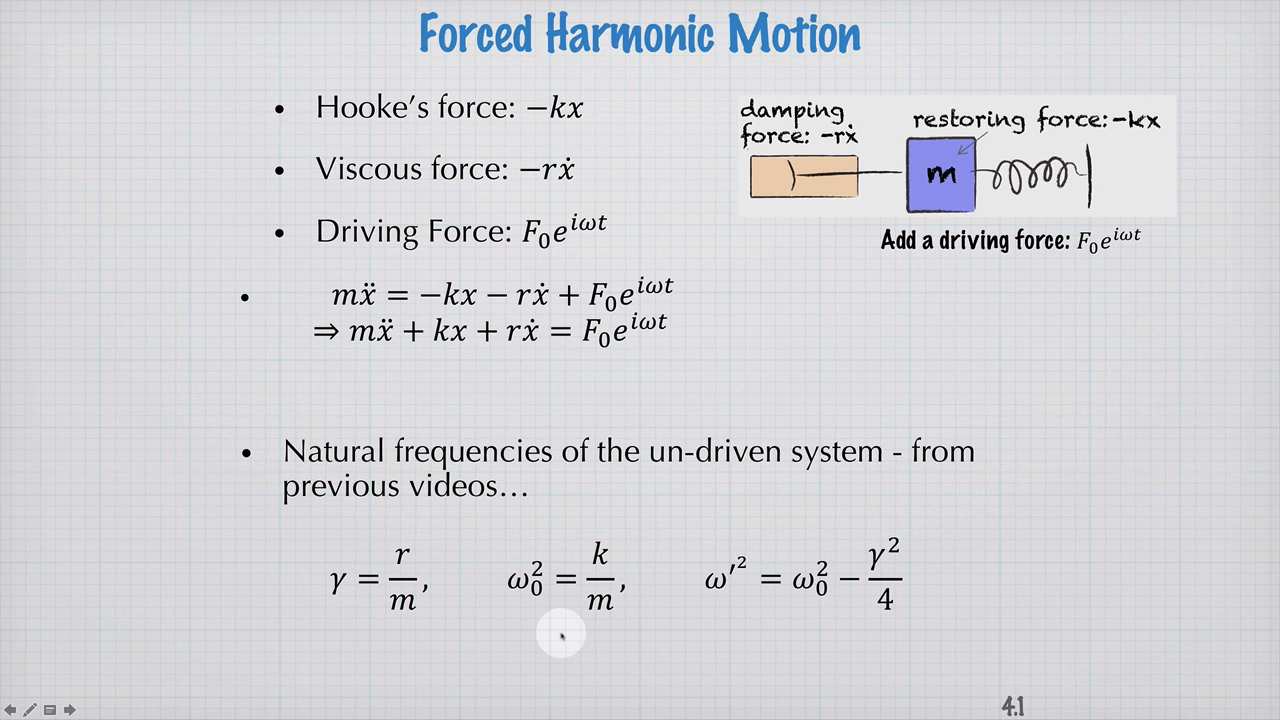 Forced Harmonic Motion
• Hooke’s force: −kx
• Viscous force: −rẋ
• Driving Force: F₀e^{iωt}
damping
force: -rẋ
restoring force:-kx
m
Add a driving force: F₀e^{iωt}
• mẍ = −kx − rẋ + F₀e^{iωt}
⇒ mẍ + kx + rẋ = F₀e^{iωt}
• Natural frequencies of the un-driven system - from
previous videos…
γ = r/m, ω₀² = k/m, ω′² = ω₀² − γ²/4
4.1